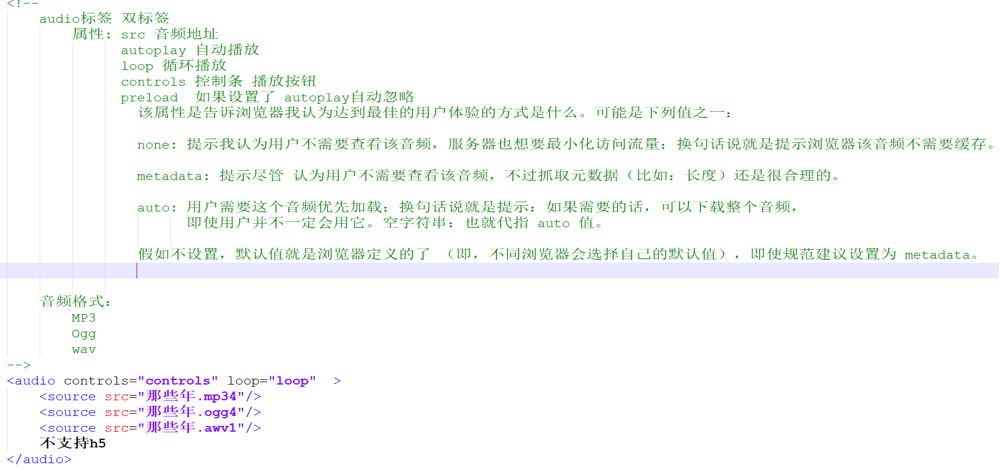 <!--
audio标签 双标签
属性：src 音频地址
autoplay 自动播放
loop 循环播放
controls 控制条 播放按钮
preload 如果设置了 autoplay自动忽略
该属性是告诉浏览器我认为达到最佳的用户体验的方式是什么。可能是下列值之一：
none: 提示我认为用户不需要查看该音频，服务器也想要最小化访问流量；换句话说就是提示浏览器该音频不需要缓存。
metadata: 提示尽管 认为用户不需要查看该音频，不过抓取元数据（比如：长度）还是很合理的。
auto: 用户需要这个音频优先加载；换句话说就是提示：如果需要的话，可以下载整个音频，
即使用户并不一定会用它。空字符串：也就代指 auto 值。
假如不设置，默认值就是浏览器定义的了 （即，不同浏览器会选择自己的默认值），即使规范建议设置为 metadata。
音频格式：
MP3
Ogg
wav
-->
<audio controls="controls" loop="loop"  >
<source src="那些年.mp34"/>
<source src="那些年.ogg4"/>
<source src="那些年.awv1"/>
不支持h5
</audio>